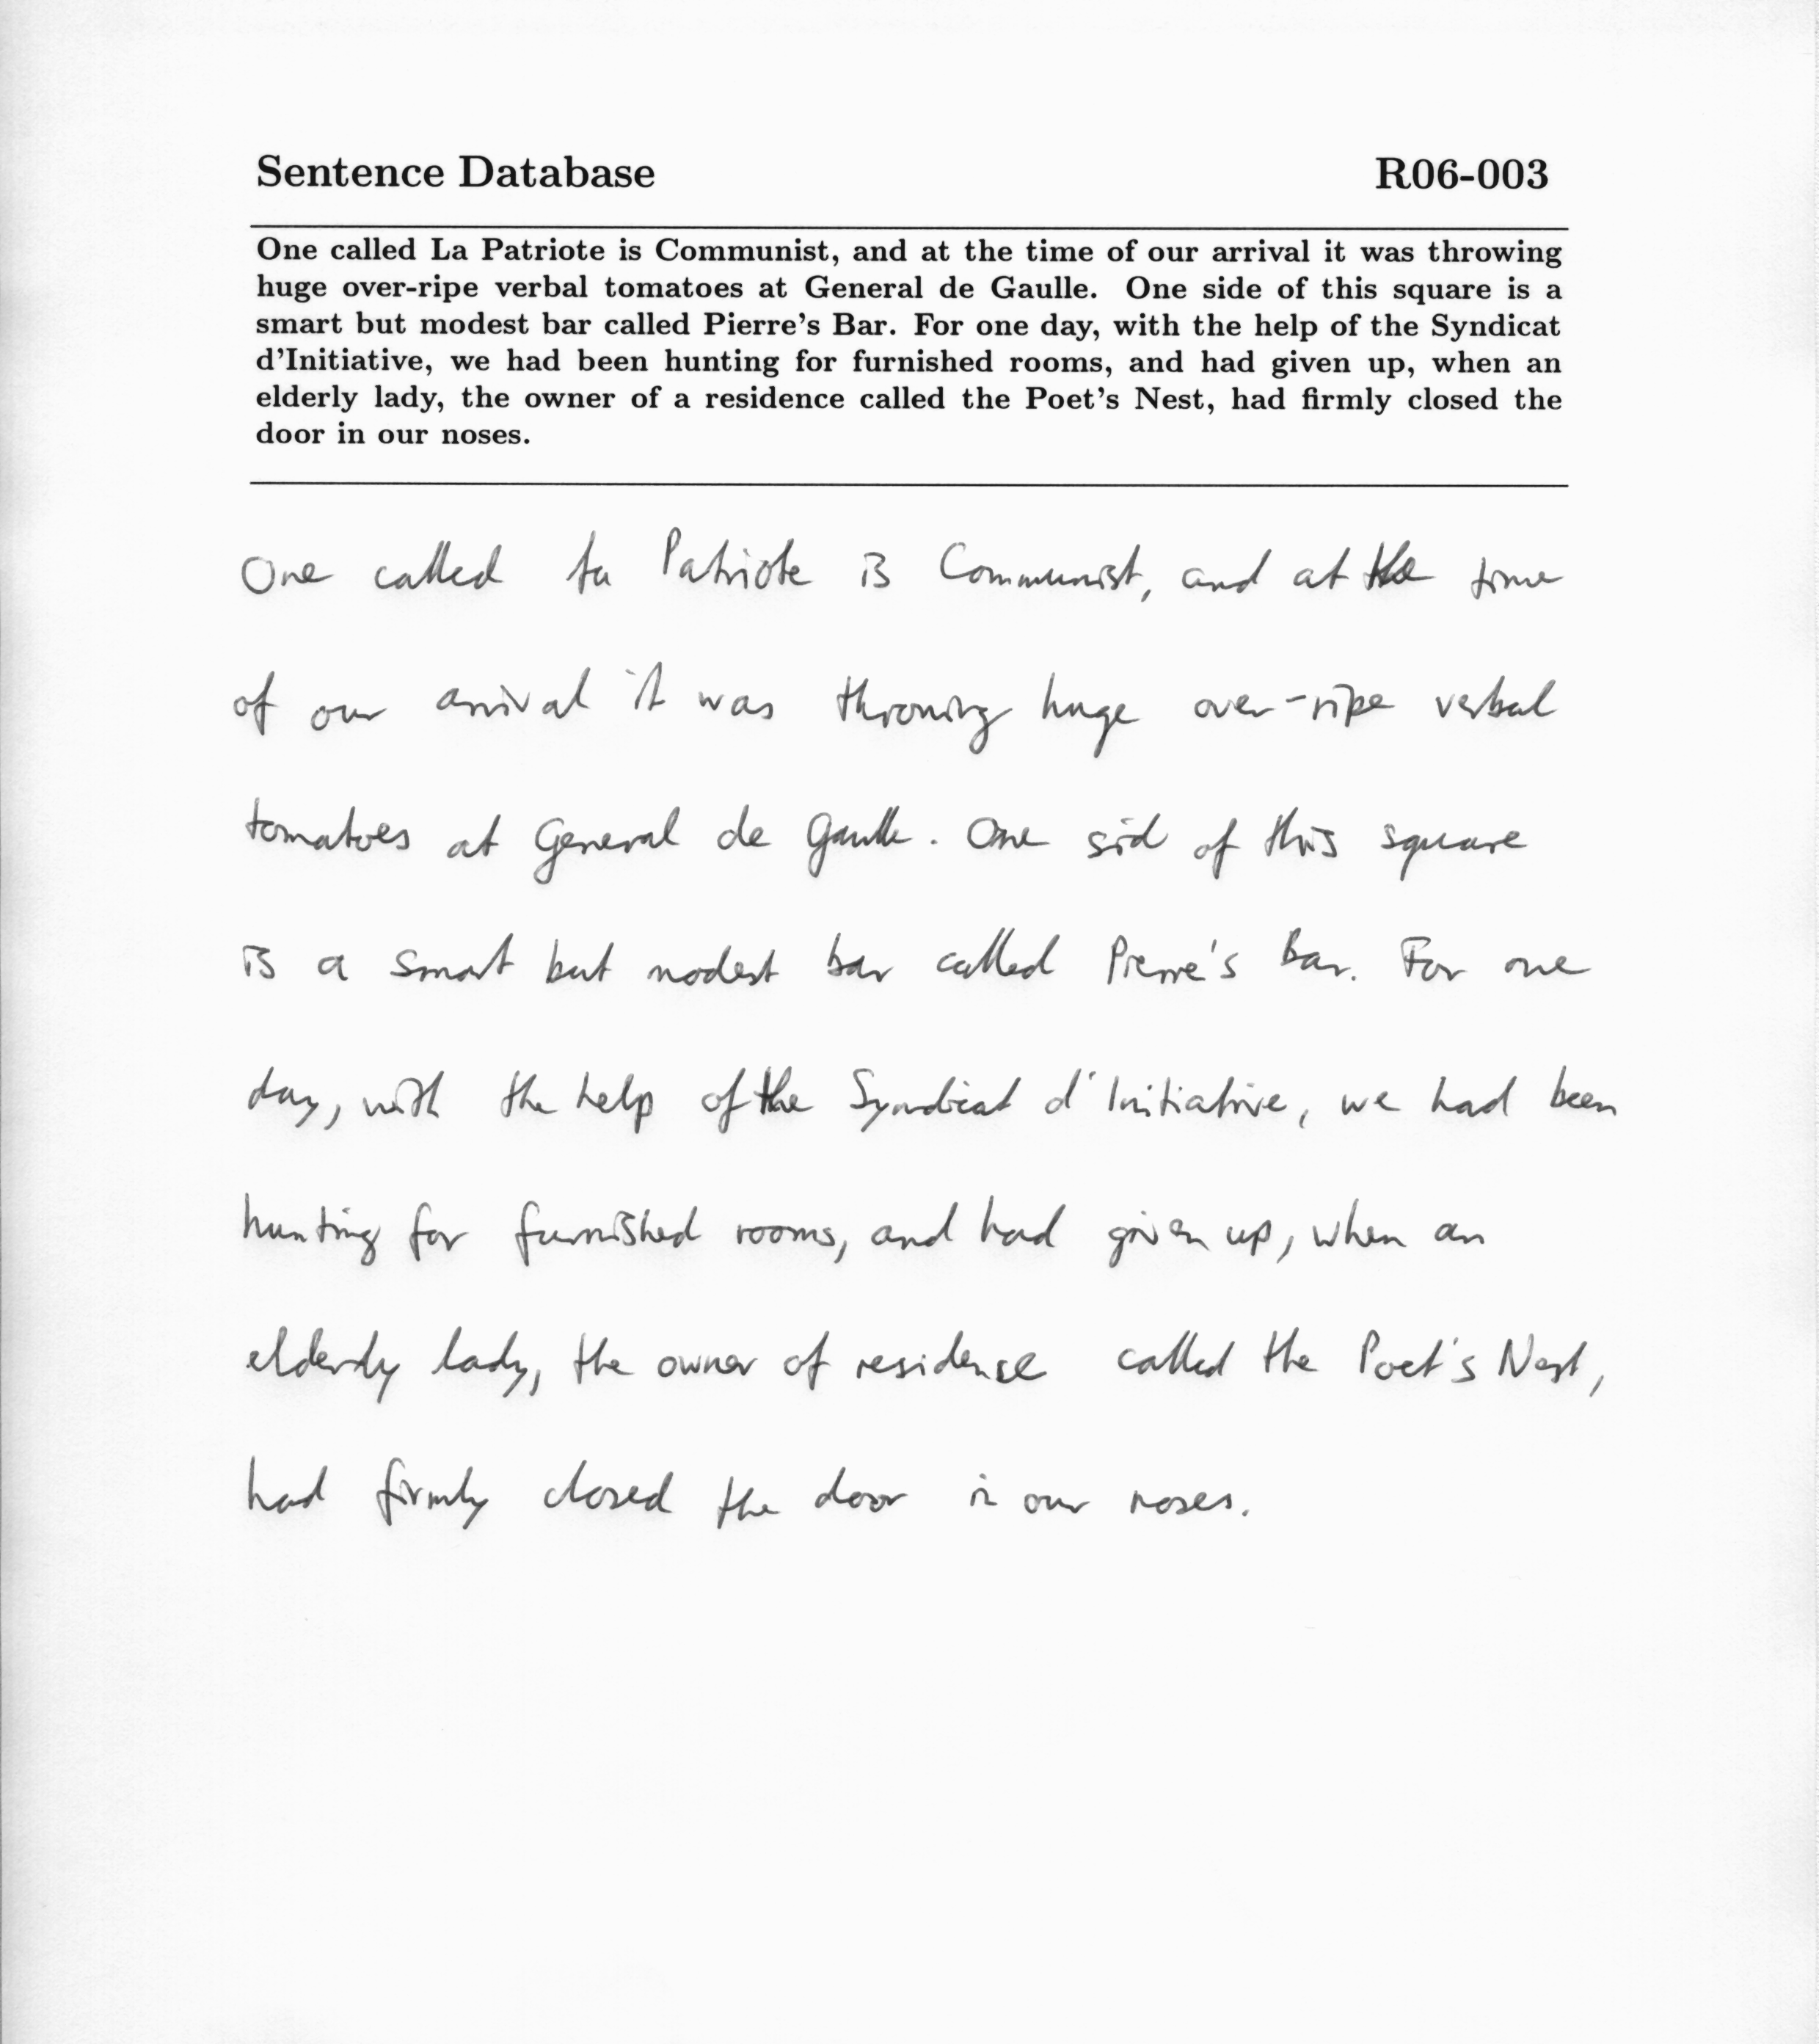 Sentence Database R06-003
One called La Patriote is Communist, and at the time of our arrival it was throwing
huge over-ripe verbal tomatoes at General de Gaulle. One side of this square is a
smart but modest bar called Pierre's Bar. For one day, with the help of the Syndicat
d'Initiative, we had been hunting for furnished rooms, and had given up, when an
elderly lady, the owner of a residence called the Poet's Nest, had firmly closed the
door in our noses.
One called ta Patriote is Communist, and at the time
of our arrival it was throwing huge over-ripe verbal
tomatoes at General de Gaulle. One sid of this square
is a smart but modest bar called Pierre's Bar. For one
day, with the help of the Syndicat d'Initiative, we had been
hunting for furnished rooms, and had given up, when an
elderly lady, the owner of residence called the Poet's Nest,
had firmly closed the door in our noses.